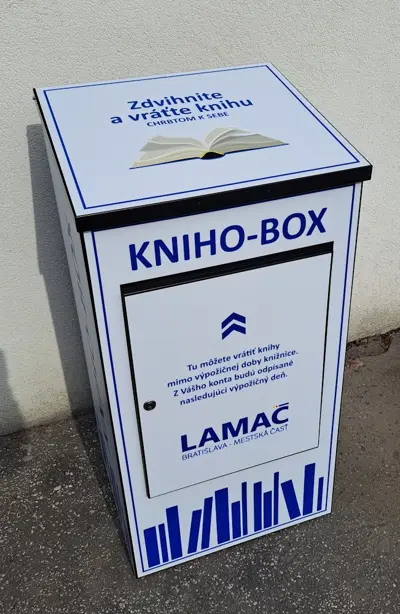 Zdvihnite
a vráťte knihu
CHRBTOM K SEBE
KNIHO-BOX
Tu môžete vrátiť knihy
mimo výpožičnej doby knižnice.
Z Vášho konta budú odpísané
nasledujúci výpožičný deň.
LAMAČ
BRATISLAVA - MESTSKÁ ČASŤ